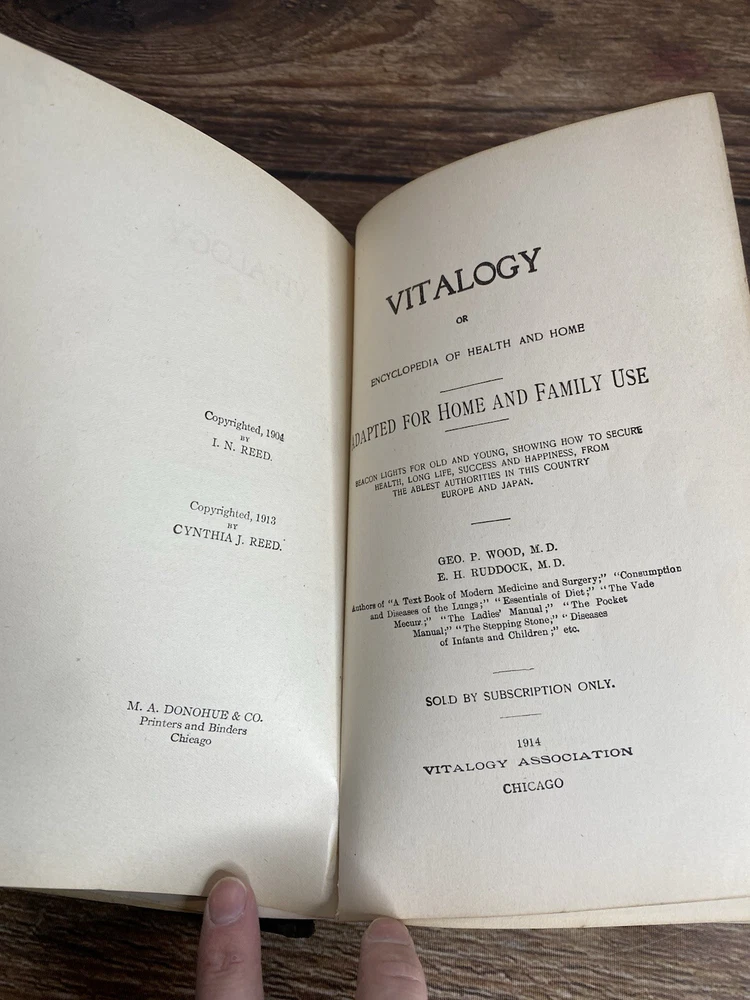 Copyrighted, 1904
BY
I. N. REED.
Copyrighted, 1913
BY
CYNTHIA J. REED.
M. A. DONOHUE & CO.
Printers and Binders
Chicago
VITALOGY
OR
ENCYCLOPEDIA OF HEALTH AND HOME
ADAPTED FOR HOME AND FAMILY USE
BEACON LIGHTS FOR OLD AND YOUNG, SHOWING HOW TO SECURE
HEALTH, LONG LIFE, SUCCESS AND HAPPINESS, FROM
THE ABLEST AUTHORITIES IN THIS COUNTRY
EUROPE AND JAPAN.
GEO. P. WOOD, M. D.
E. H. RUDDOCK, M. D.
Authors of "A Text Book of Modern Medicine and Surgery;" "Consumption
and Diseases of the Lungs;" "Essentials of Diet;" "The Vade
Mecum;" "The Ladies' Manual;" "The Pocket
Manual;" "The Stepping Stone;" "Diseases
of Infants and Children;" etc.
SOLD BY SUBSCRIPTION ONLY.
1914
VITALOGY ASSOCIATION
CHICAGO